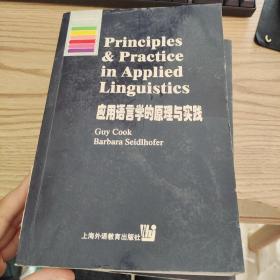 Principles
& Practice
in Applied
Linguistics
应用语言学的原理与实践
Guy Cook
Barbara Seidlhofer
上海外语教育出版社